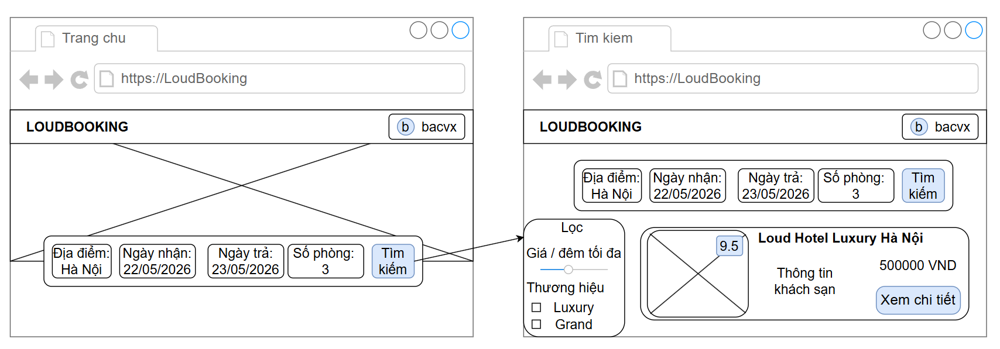 Trang chu
https://LoudBooking
LOUDBOOKING
b bacvx
Địa điểm:
Hà Nội
Ngày nhận:
22/05/2026
Ngày trả:
23/05/2026
Số phòng:
3
Tìm
kiếm
Tim kiem
https://LoudBooking
LOUDBOOKING
b bacvx
Địa điểm:
Hà Nội
Ngày nhận:
22/05/2026
Ngày trả:
23/05/2026
Số phòng:
3
Tìm
kiếm
Lọc
Giá / đêm tối đa
Thương hiệu
Luxury
Grand
9.5
Loud Hotel Luxury Hà Nội
Thông tin
khách sạn
500000 VND
Xem chi tiết